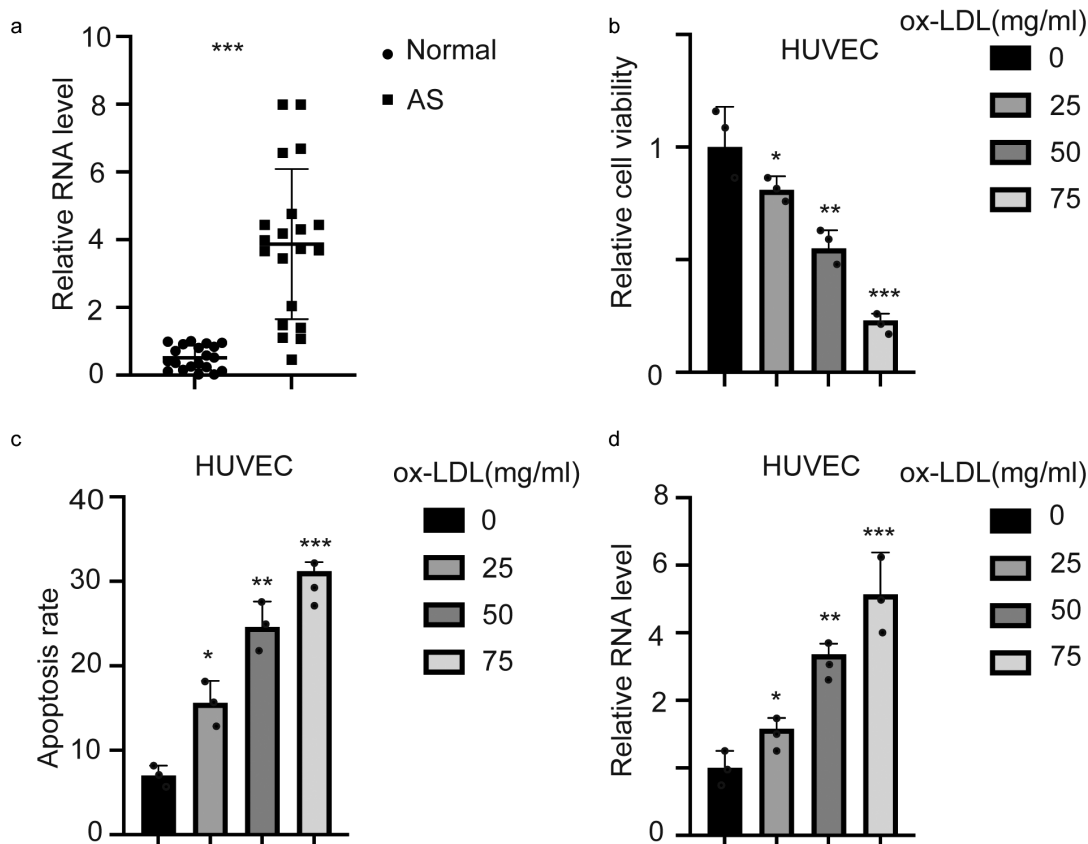 a
Relative RNA level
10
8
6
4
2
0
***
Normal
AS
b
Relative cell viability
1
0
HUVEC
*
**
***
ox-LDL(mg/ml)
0
25
50
75
c
HUVEC
Apoptosis rate
40
30
20
10
0
*
**
***
ox-LDL(mg/ml)
0
25
50
75
d
HUVEC
Relative RNA level
8
6
4
2
0
*
**
***
ox-LDL(mg/ml)
0
25
50
75